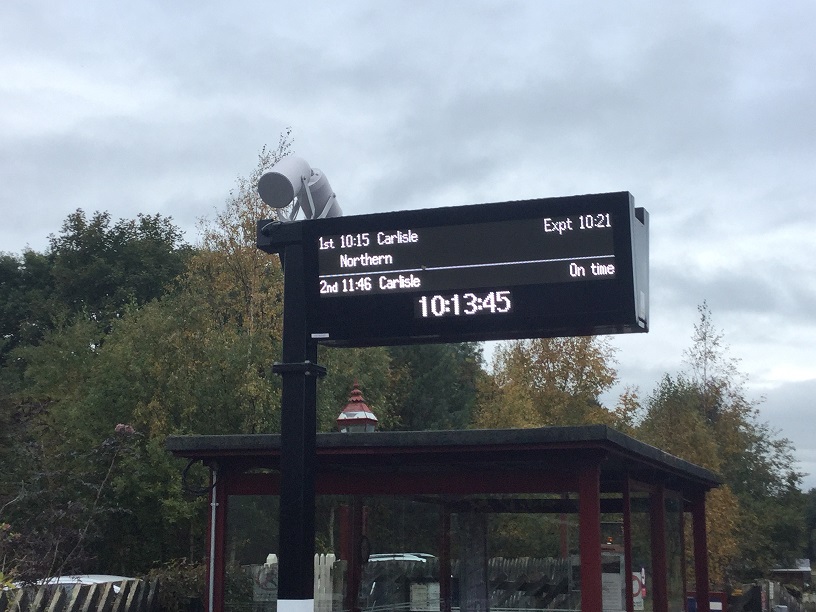 1st 10:15 Carlisle Expt 10:21
Northern
2nd 11:46 Carlisle On time
10:13:45